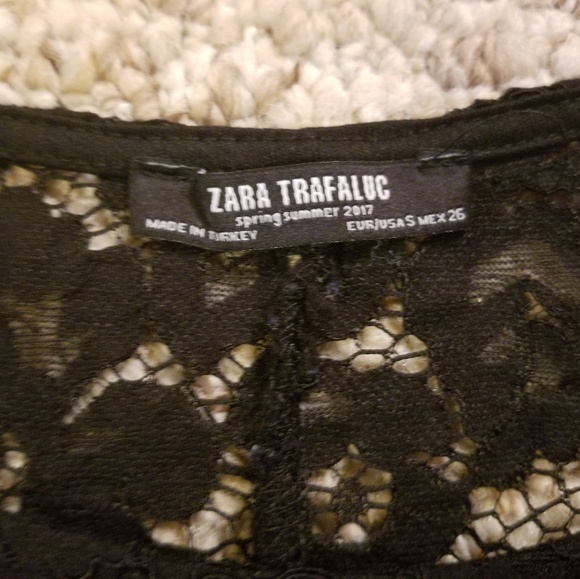 ZARA TRAFALUC
spring summer 2017
MADE IN TURKEY EUR/USA S MEX 26